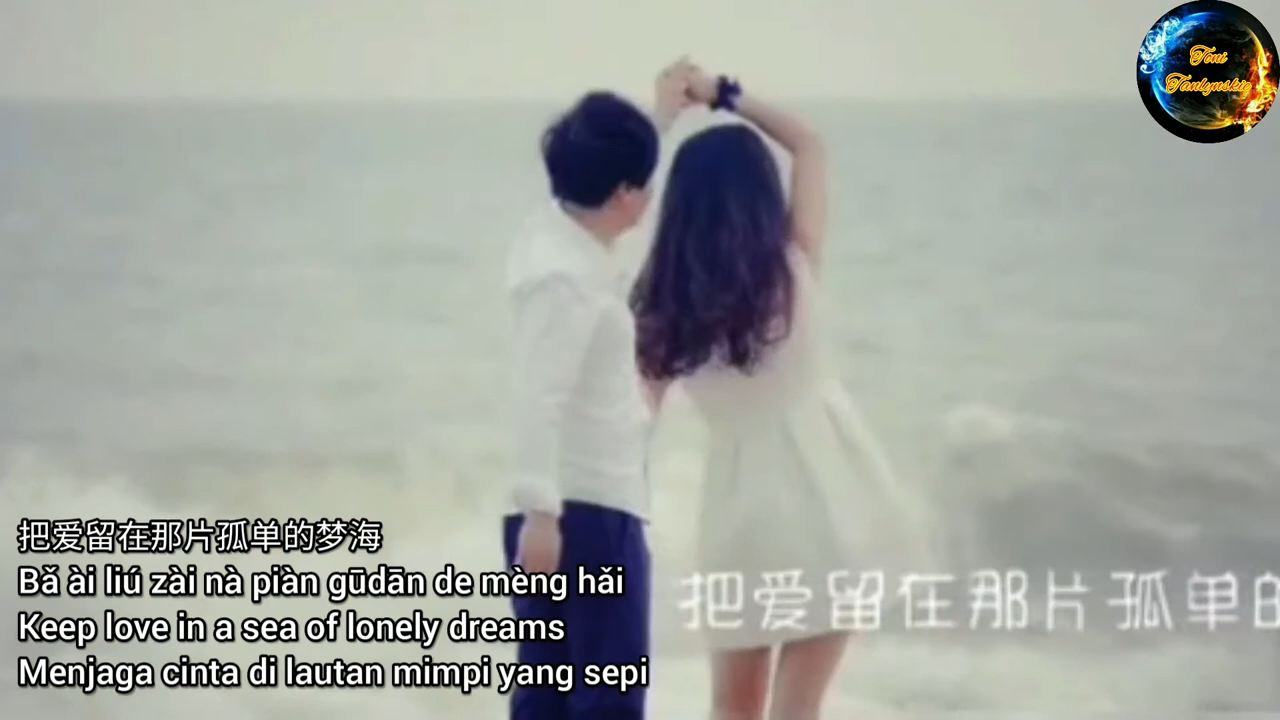 Toni
Tanlynskie
把爱留在那片孤单的梦海
Bǎ ài liú zài nà piàn gūdān de mèng hǎi
Keep love in a sea of lonely dreams
Menjaga cinta di lautan mimpi yang sepi
把爱留在那片孤单